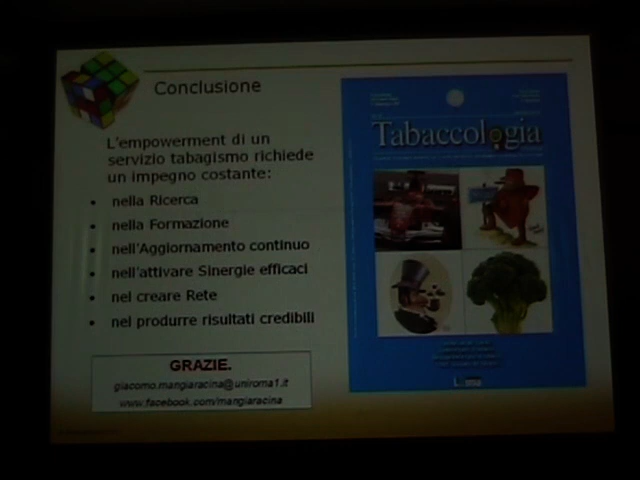 Conclusione
L'empowerment di un
servizio tabagismo richiede
un impegno costante:
• nella Ricerca
• nella Formazione
• nell'Aggiornamento continuo
• nell'attivare Sinergie efficaci
• nel creare Rete
• nel produrre risultati credibili
GRAZIE.
giacomo.mangiaracina@uniroma1.it
www.facebook.com/mangiaracina
Tabaccologia